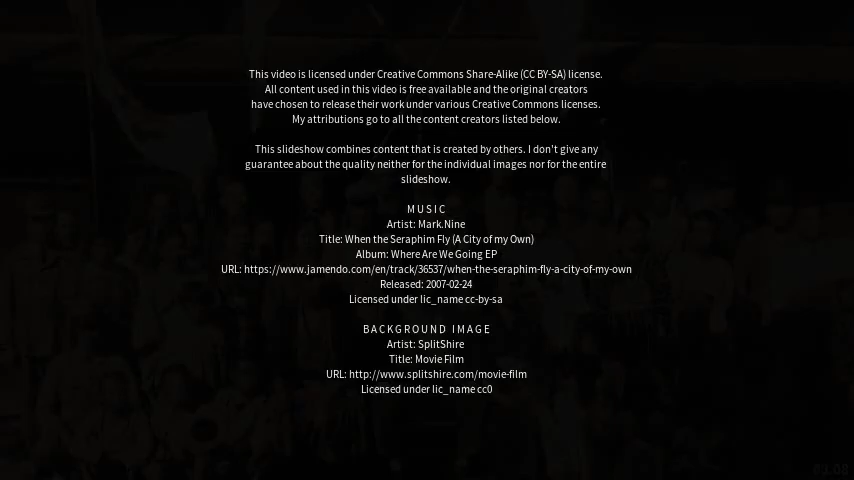 This video is licensed under Creative Commons Share-Alike (CC BY-SA) license.
All content used in this video is free available and the original creators
have chosen to release their work under various Creative Commons licenses.
My attributions go to all the content creators listed below.
This slideshow combines content that is created by others. I don't give any
guarantee about the quality neither for the individual images nor for the entire
slideshow.
MUSIC
Artist: Mark.Nine
Title: When the Seraphim Fly (A City of my Own)
Album: Where Are We Going EP
URL: https://www.jamendo.com/en/track/36537/when-the-seraphim-fly-a-city-of-my-own
Released: 2007-02-24
Licensed under lic_name cc-by-sa
BACKGROUND IMAGE
Artist: SplitShire
Title: Movie Film
URL: http://www.splitshire.com/movie-film
Licensed under lic_name cc0
03:08